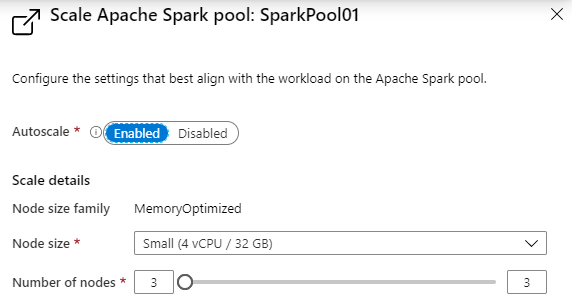 Scale Apache Spark pool: SparkPool01
Configure the settings that best align with the workload on the Apache Spark pool.
Autoscale * Enabled Disabled
Scale details
Node size family MemoryOptimized
Node size * Small (4 vCPU / 32 GB)
Number of nodes * 3 3